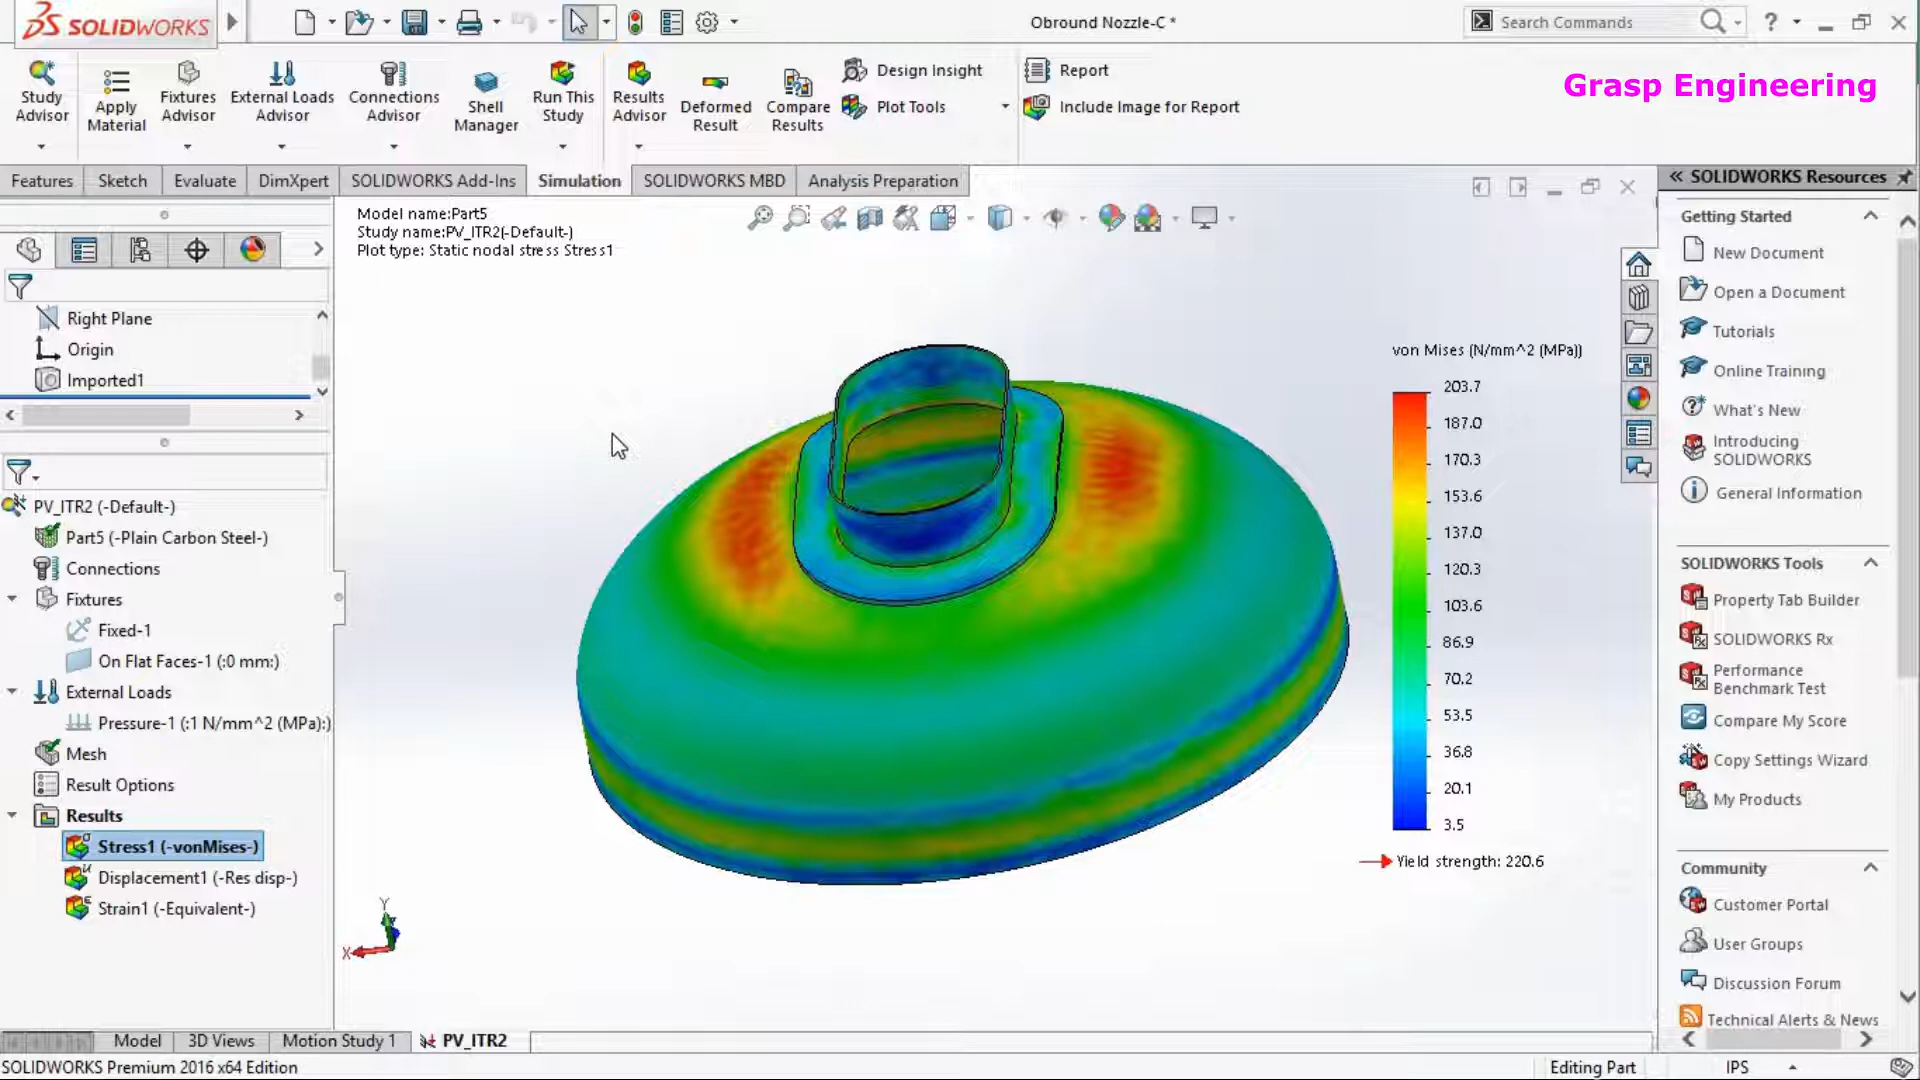 SOLIDWORKS
Obround Nozzle-C *
Search Commands
?
Study Advisor
Apply Material
Fixtures Advisor
External Loads Advisor
Connections Advisor
Shell Manager
Run This Study
Results Advisor
Deformed Result
Compare Results
Design Insight
Plot Tools
Report
Include Image for Report
Grasp Engineering
Features
Sketch
Evaluate
DimXpert
SOLIDWORKS Add-Ins
Simulation
SOLIDWORKS MBD
Analysis Preparation
Right Plane
Origin
Imported1
PV_ITR2 (-Default-)
Part5 (-Plain Carbon Steel-)
Connections
Fixtures
Fixed-1
On Flat Faces-1 (:0 mm:)
External Loads
Pressure-1 (:1 N/mm^2 (MPa):)
Mesh
Result Options
Results
Stress1 (-vonMises-)
Displacement1 (-Res disp-)
Strain1 (-Equivalent-)
Model name:Part5
Study name:PV_ITR2(-Default-)
Plot type: Static nodal stress Stress1
von Mises (N/mm^2 (MPa))
203.7
187.0
170.3
153.6
137.0
120.3
103.6
86.9
70.2
53.5
36.8
20.1
3.5
Yield strength: 220.6
Y
X
SOLIDWORKS Resources
Getting Started
New Document
Open a Document
Tutorials
Online Training
What's New
Introducing
SOLIDWORKS
General Information
SOLIDWORKS Tools
Property Tab Builder
SOLIDWORKS Rx
Performance
Benchmark Test
Compare My Score
Copy Settings Wizard
My Products
Community
Customer Portal
User Groups
Discussion Forum
Technical Alerts & News
Model
3D Views
Motion Study 1
PV_ITR2
SOLIDWORKS Premium 2016 x64 Edition
Editing Part
IPS